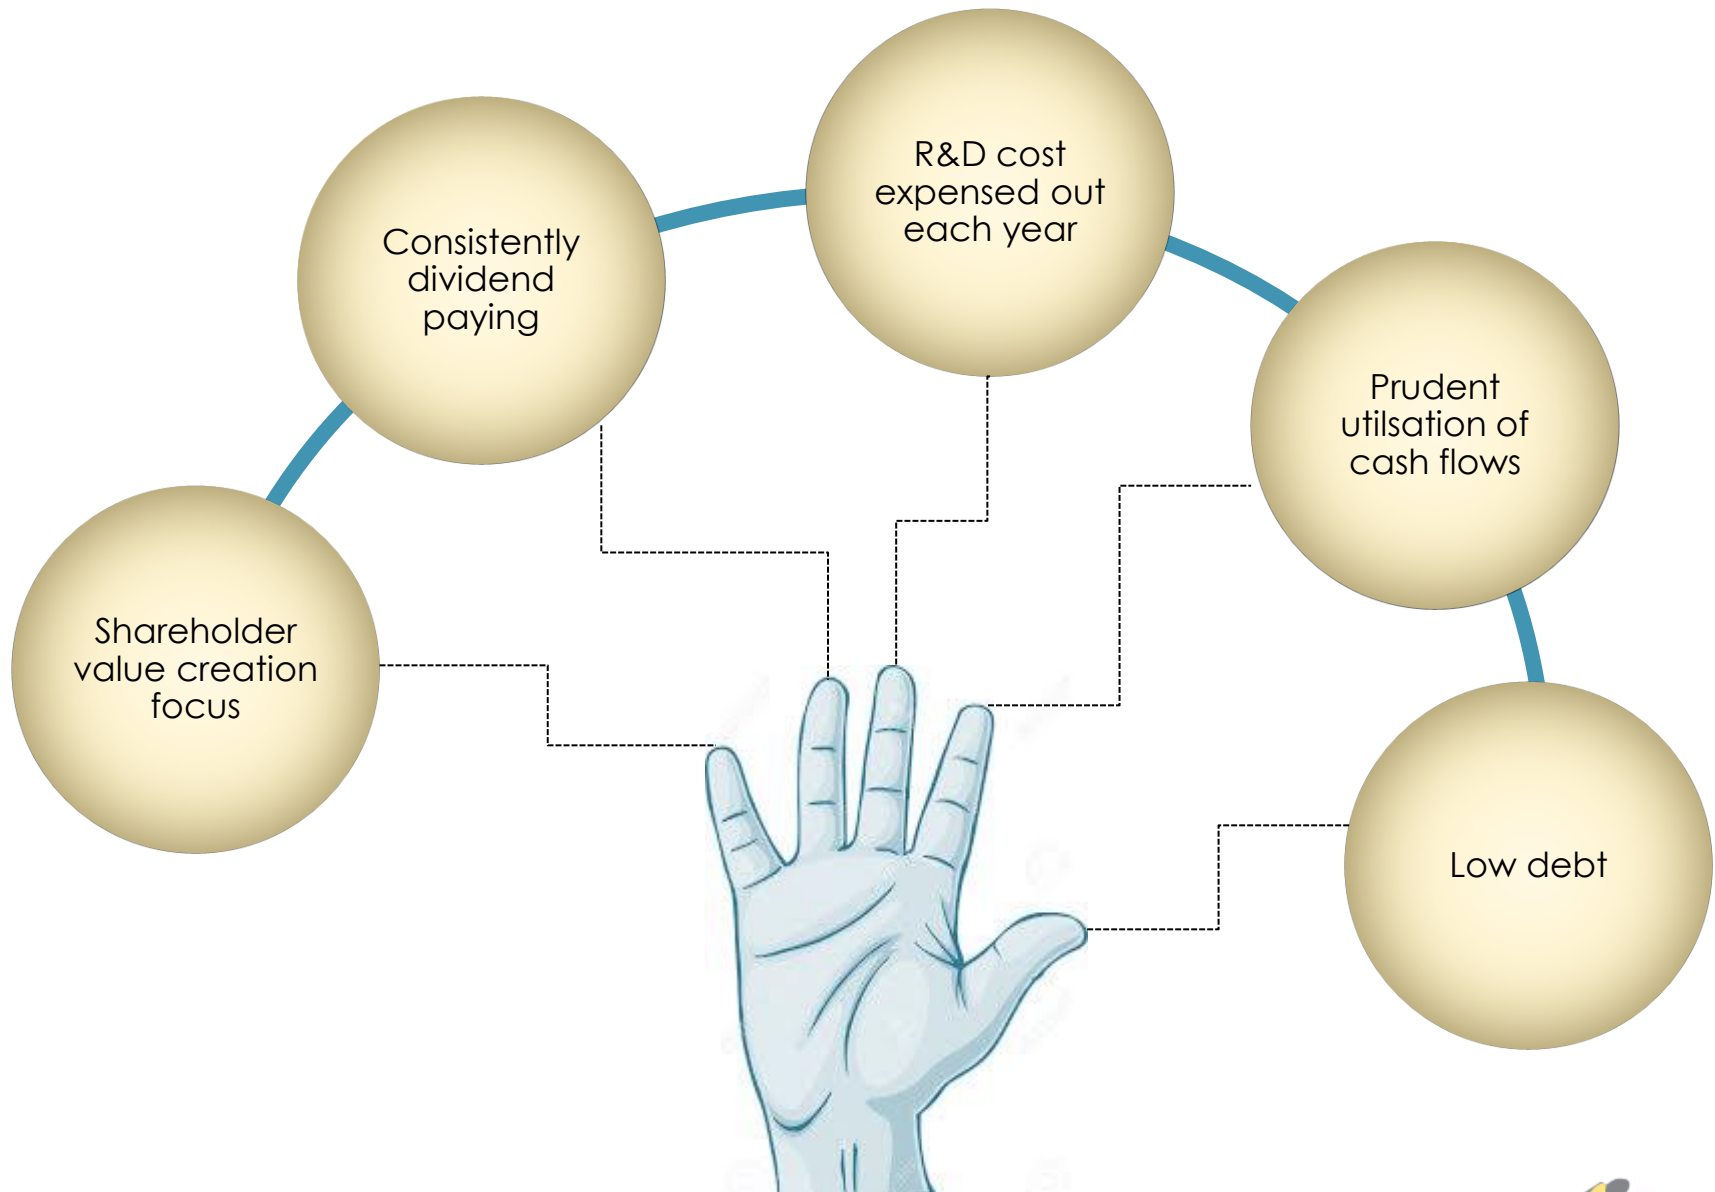 R&D cost
expensed out
each year
Consistently
dividend
paying
Prudent
utilsation of
cash flows
Shareholder
value creation
focus
Low debt